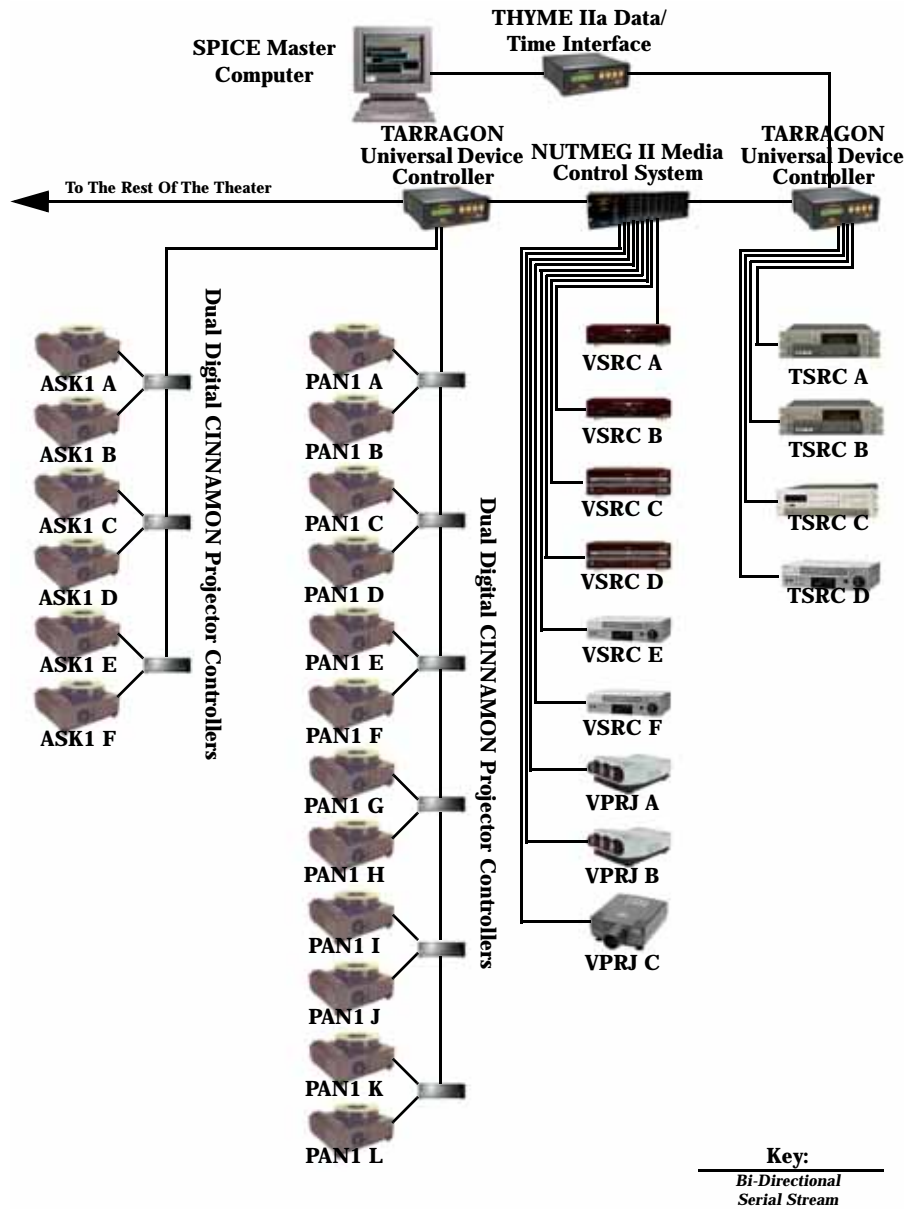 THYME IIa Data/
Time Interface
SPICE Master
Computer
TARRAGON
Universal Device
Controller
NUTMEG II Media
Control System
TARRAGON
Universal Device
Controller
To The Rest Of The Theater
Dual Digital CINNAMON Projector Controllers
ASK1 A
ASK1 B
ASK1 C
ASK1 D
ASK1 E
ASK1 F
Dual Digital CINNAMON Projector Controllers
PAN1 A
PAN1 B
PAN1 C
PAN1 D
PAN1 E
PAN1 F
PAN1 G
PAN1 H
PAN1 I
PAN1 J
PAN1 K
PAN1 L
VSRC A
VSRC B
VSRC C
VSRC D
VSRC E
VSRC F
VPRJ A
VPRJ B
VPRJ C
TSRC A
TSRC B
TSRC C
TSRC D
Key:
Bi-Directional
Serial Stream